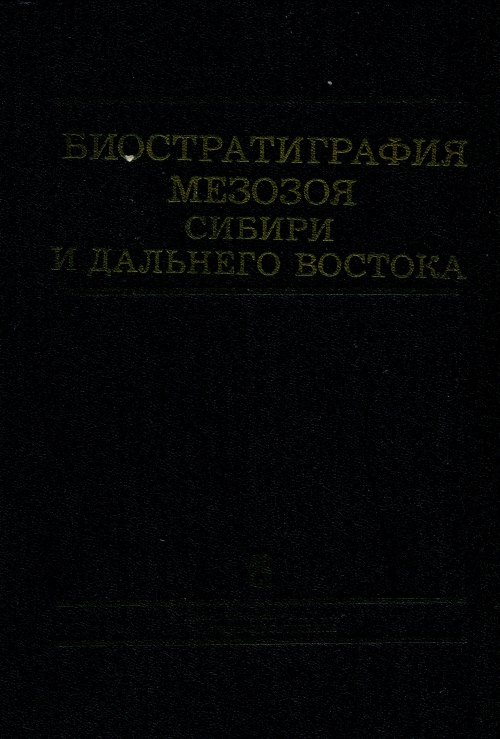 БИОСТРАТИГРАФИЯ
МЕЗОЗОЯ
СИБИРИ
И ДАЛЬНЕГО ВОСТОКА